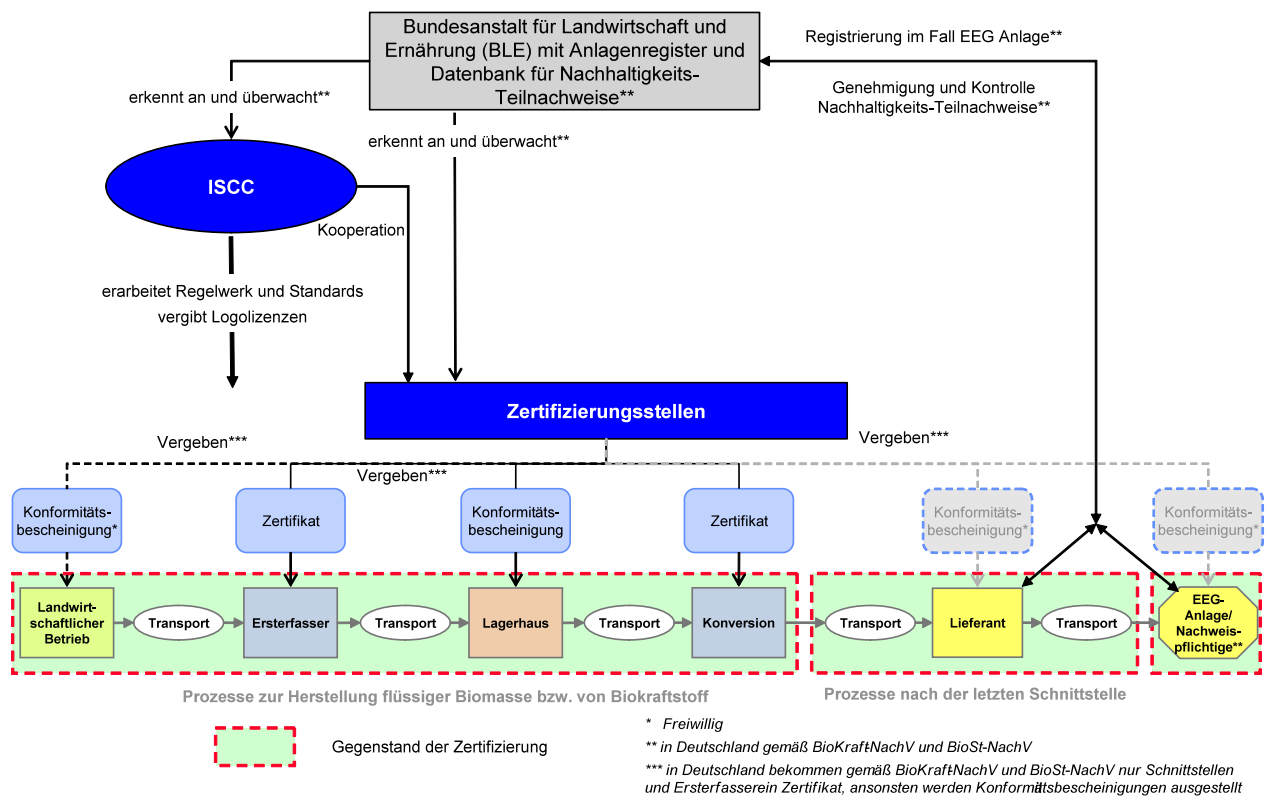 Bundesanstalt für Landwirtschaft und
Ernährung (BLE) mit Anlagenregister und
Datenbank für Nachhaltigkeits-
Teilnachweise**
Registrierung im Fall EEG Anlage**
Genehmigung und Kontrolle
Nachhaltigkeits-Teilnachweise**
erkennt an und überwacht**
erkennt an und überwacht**
ISCC
Kooperation
erarbeitet Regelwerk und Standards
vergibt Logolizenzen
Zertifizierungsstellen
Vergeben***
Vergeben***
Vergeben***
Konformitäts-
bescheinigung*
Zertifikat
Konformitäts-
bescheinigung
Zertifikat
Konformitäts-
bescheinigung*
Konformitäts-
bescheinigung*
Landwirt-
schaftlicher
Betrieb
Transport
Ersterfasser
Transport
Lagerhaus
Transport
Konversion
Transport
Lieferant
Transport
EEG-
Anlage/
Nachweis-
pflichtige**
Prozesse zur Herstellung flüssiger Biomasse bzw. von Biokraftstoff
Prozesse nach der letzten Schnittstelle
Gegenstand der Zertifizierung
* Freiwillig
** in Deutschland gemäß BioKraft-NachV und BioSt-NachV
*** in Deutschland bekommen gemäß BioKraft-NachV und BioSt-NachV nur Schnittstellen
und Ersterfasserein Zertifikat, ansonsten werden Konformitätsbescheinigungen ausgestellt